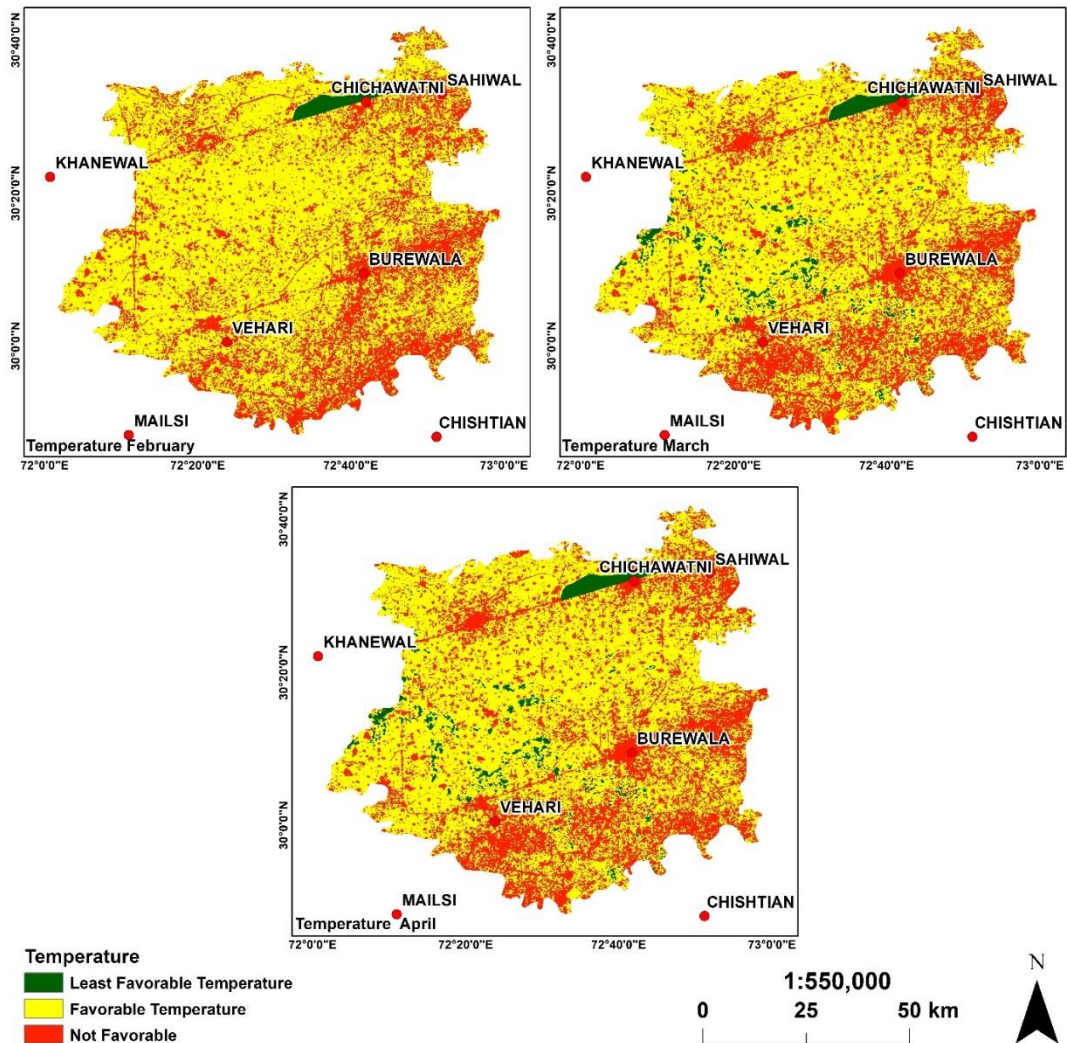 30°40'0"N
30°20'0"N
30°0'0"N
SAHIWAL
CHICHAWATNI
KHANEWAL
BUREWALA
VEHARI
MAILSI
CHISHTIAN
Temperature February
72°0'0"E
72°20'0"E
72°40'0"E
73°0'0"E
30°40'0"N
30°20'0"N
30°0'0"N
SAHIWAL
CHICHAWATNI
KHANEWAL
BUREWALA
VEHARI
MAILSI
CHISHTIAN
Temperature March
72°0'0"E
72°20'0"E
72°40'0"E
73°0'0"E
30°40'0"N
30°20'0"N
30°0'0"N
SAHIWAL
CHICHAWATNI
KHANEWAL
BUREWALA
VEHARI
MAILSI
CHISHTIAN
Temperature April
72°0'0"E
72°20'0"E
72°40'0"E
73°0'0"E
Temperature
Least Favorable Temperature
Favorable Temperature
Not Favorable
1:550,000
0 25 50 km
N